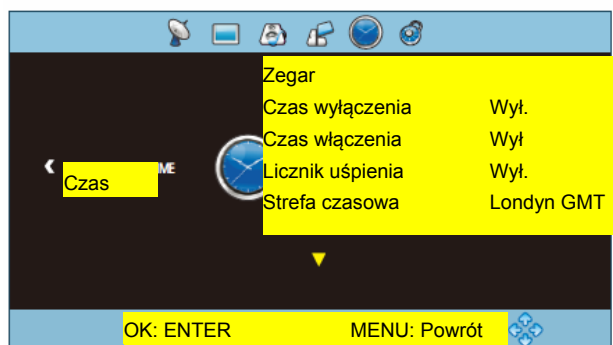 Zegar
Czas wyłączenia Wył.
Czas włączenia Wył
Licznik uśpienia Wył.
Strefa czasowa Londyn GMT
Czas ME
OK: ENTER MENU: Powrót